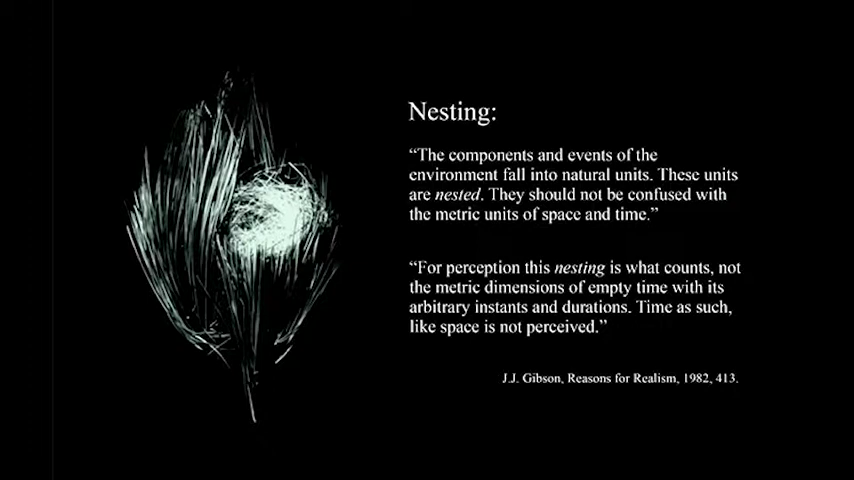 Nesting:
“The components and events of the
environment fall into natural units. These units
are nested. They should not be confused with
the metric units of space and time.”
“For perception this nesting is what counts, not
the metric dimensions of empty time with its
arbitrary instants and durations. Time as such,
like space is not perceived.”
J.J. Gibson, Reasons for Realism, 1982, 413.